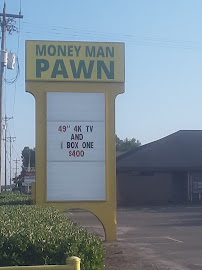 MONEY MAN
PAWN
49" 4K TV
AND
X BOX ONE
$400